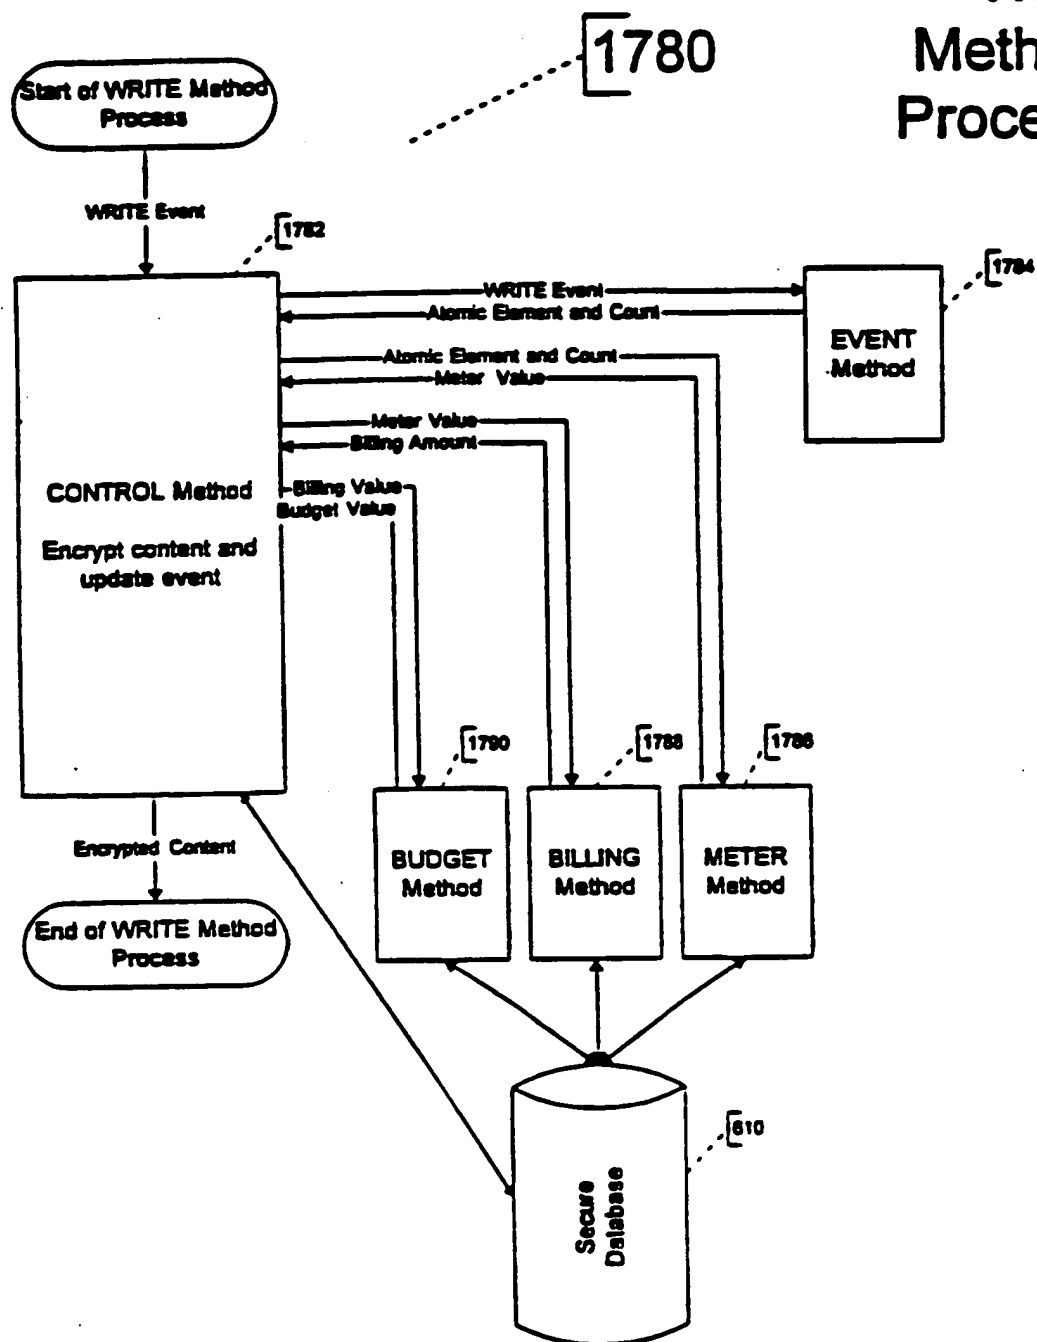 1780
Meth
Proce
Start of WRITE Method
Process
WRITE Event
1782
1784
WRITE Event
Atomic Element and Count
EVENT
Method
Atomic Element and Count
Meter Value
Meter Value
Billing Amount
Billing Value
Budget Value
CONTROL Method
Encrypt content and
update event
1790
1788
1786
Encrypted Content
BUDGET
Method
BILLING
Method
METER
Method
End of WRITE Method
Process
610
Secure
Database